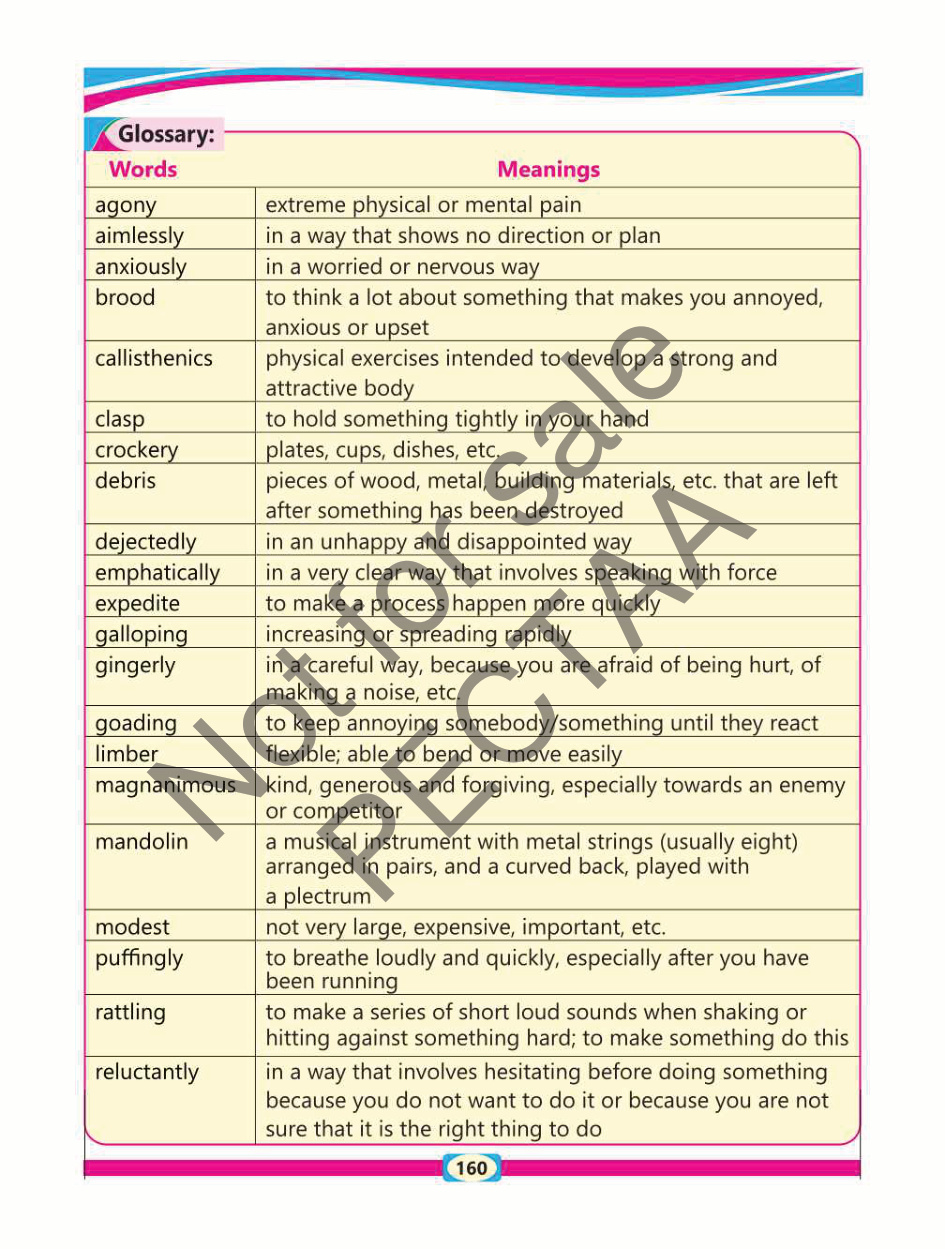 Glossary:
Words Meanings
agony extreme physical or mental pain
aimlessly in a way that shows no direction or plan
anxiously in a worried or nervous way
brood to think a lot about something that makes you annoyed,
anxious or upset
callisthenics physical exercises intended to develop a strong and
attractive body
clasp to hold something tightly in your hand
crockery plates, cups, dishes, etc.
debris pieces of wood, metal, building materials, etc. that are left
after something has been destroyed
dejectedly in an unhappy and disappointed way
emphatically in a very clear way that involves speaking with force
expedite to make a process happen more quickly
galloping increasing or spreading rapidly
gingerly in a careful way, because you are afraid of being hurt, of
making a noise, etc.
goading to keep annoying somebody/something until they react
limber flexible; able to bend or move easily
magnanimous kind, generous and forgiving, especially towards an enemy
or competitor
mandolin a musical instrument with metal strings (usually eight)
arranged in pairs, and a curved back, played with
a plectrum
modest not very large, expensive, important, etc.
puffingly to breathe loudly and quickly, especially after you have
been running
rattling to make a series of short loud sounds when shaking or
hitting against something hard; to make something do this
reluctantly in a way that involves hesitating before doing something
because you do not want to do it or because you are not
sure that it is the right thing to do
160
Not for sale
PECTAA